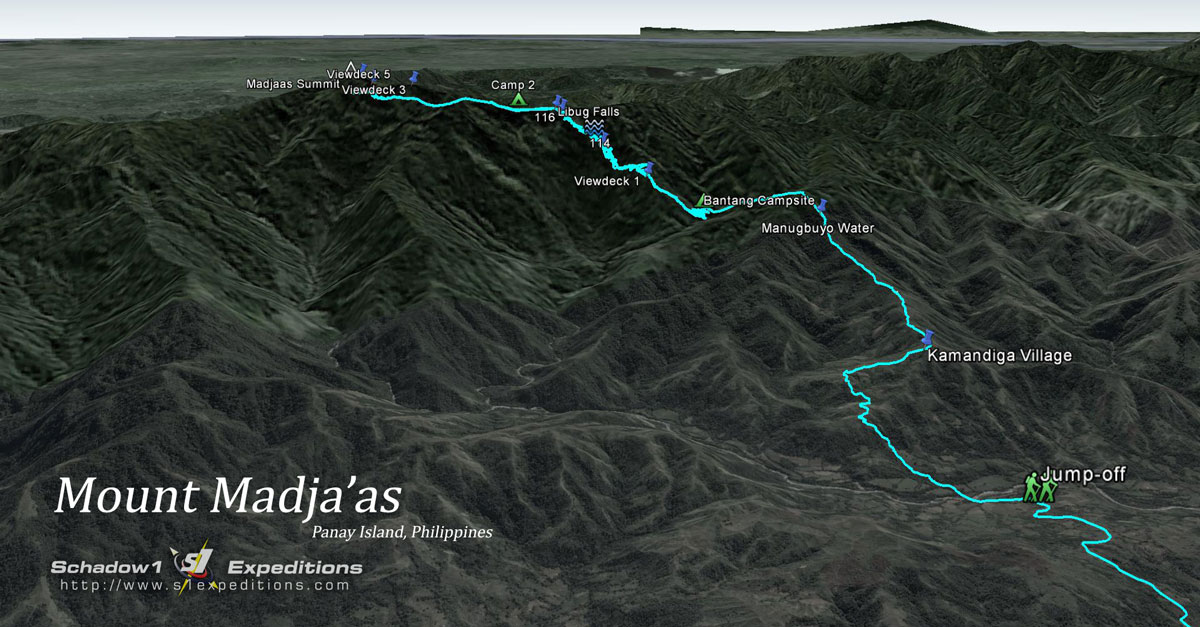 Viewdeck 5
Madjaas Summit
Viewdeck 3
Camp 2
116
Libug Falls
114
Viewdeck 1
Bantang Campsite
Manugbuyo Water
Kamandiga Village
Jump-off
Mount Madja’as
Panay Island, Philippines
Schadow1 S1 Expeditions
http://www.s1expeditions.com